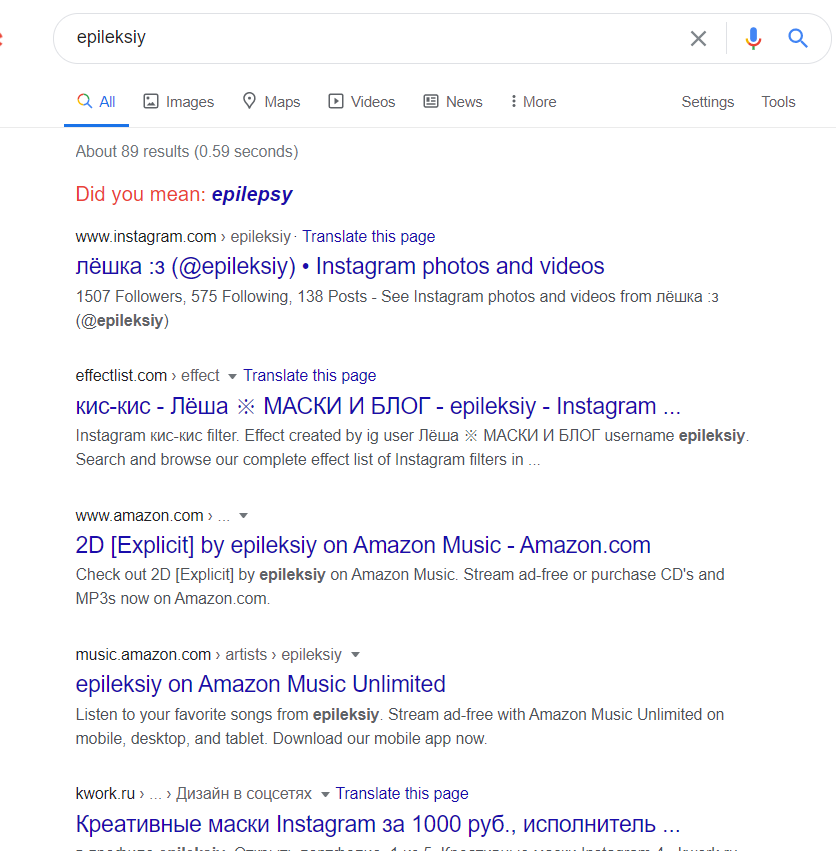 epileksiy
All Images Maps Videos News More Settings Tools
About 89 results (0.59 seconds)
Did you mean: epilepsy
www.instagram.com › epileksiy · Translate this page
лёшка :з (@epileksiy) • Instagram photos and videos
1507 Followers, 575 Following, 138 Posts - See Instagram photos and videos from лёшка :з
(@epileksiy)
effectlist.com › effect Translate this page
кис-кис - Лёша ※ МАСКИ И БЛОГ - epileksiy - Instagram ...
Instagram кис-кис filter. Effect created by ig user Лёша ※ МАСКИ И БЛОГ username epileksiy.
Search and browse our complete effect list of Instagram filters in ...
www.amazon.com › ...
2D [Explicit] by epileksiy on Amazon Music - Amazon.com
Check out 2D [Explicit] by epileksiy on Amazon Music. Stream ad-free or purchase CD's and
MP3s now on Amazon.com.
music.amazon.com › artists › epileksiy
epileksiy on Amazon Music Unlimited
Listen to your favorite songs from epileksiy. Stream ad-free with Amazon Music Unlimited on
mobile, desktop, and tablet. Download our mobile app now.
kwork.ru › ... › Дизайн в соцсетях Translate this page
Креативные маски Instagram за 1000 руб., исполнитель ...